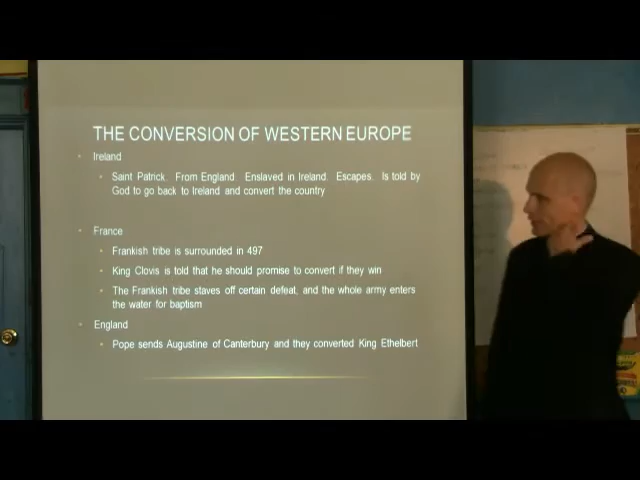 THE CONVERSION OF WESTERN EUROPE
Ireland
Saint Patrick. From England. Enslaved in Ireland. Escapes. Is told by
God to go back to Ireland and convert the country
France
Frankish tribe is surrounded in 497
King Clovis is told that he should promise to convert if they win
The Frankish tribe staves off certain defeat, and the whole army enters
the water for baptism
England
Pope sends Augustine of Canterbury and they converted King Ethelbert